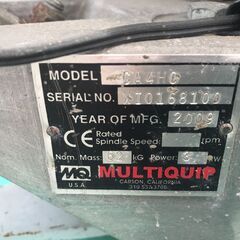 MODEL CA4HC
SERIAL NO.
YEAR OF MFG. 2009
CE Rated Spindle Speed: rpm
Nom. Mass: 62 kG Power: kW
MQ MULTIQUIP
U.S.A. CARSON, CALIFORNIA